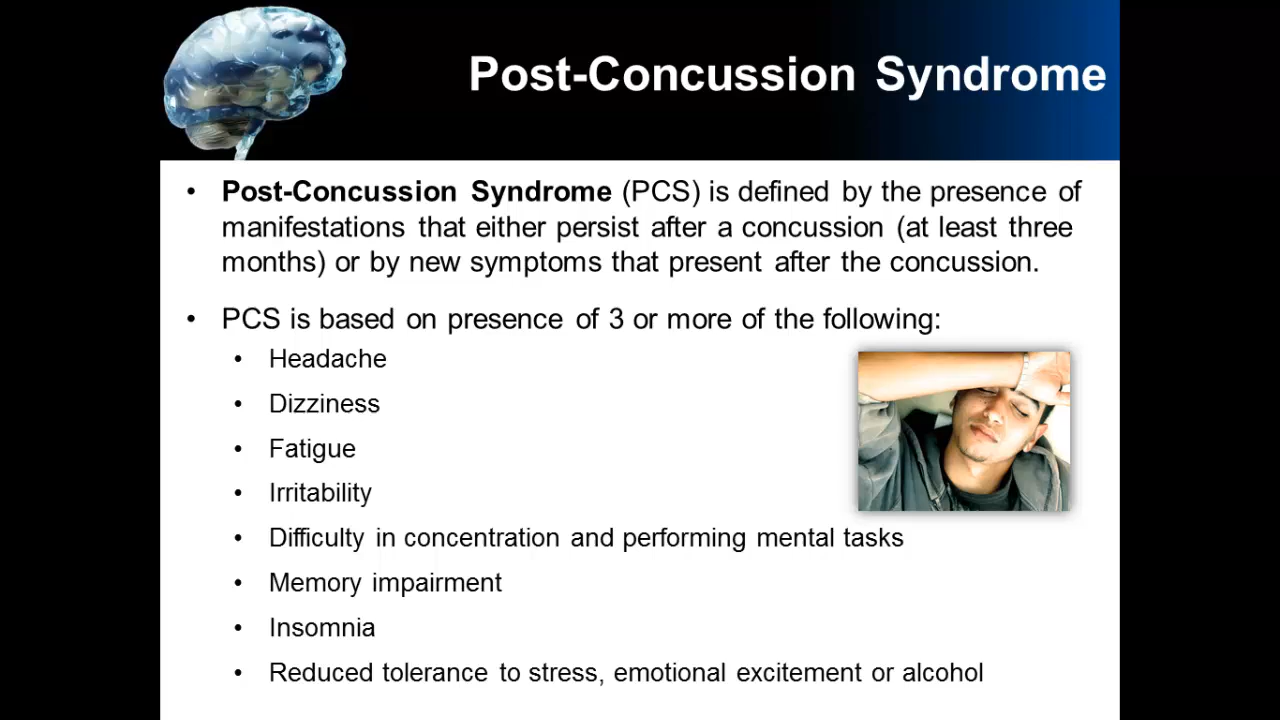 Post-Concussion Syndrome
• Post-Concussion Syndrome (PCS) is defined by the presence of
manifestations that either persist after a concussion (at least three
months) or by new symptoms that present after the concussion.
• PCS is based on presence of 3 or more of the following:
• Headache
• Dizziness
• Fatigue
• Irritability
• Difficulty in concentration and performing mental tasks
• Memory impairment
• Insomnia
• Reduced tolerance to stress, emotional excitement or alcohol